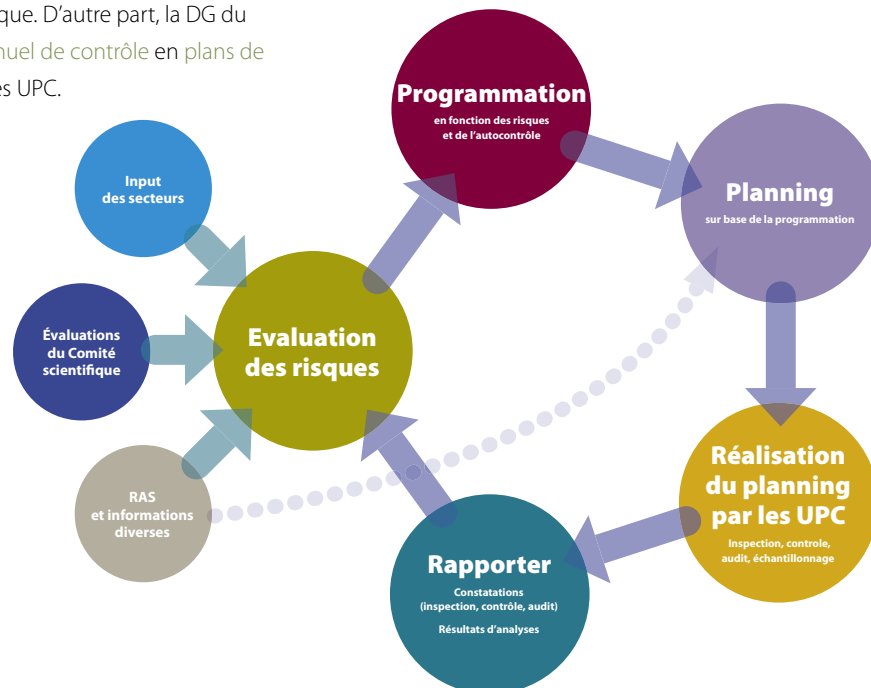 que. D'autre part, la DG du
nuel de contrôle en plans de
es UPC.
Programmation
en fonction des risques
et de l'autocontrôle
Input
des secteurs
Planning
sur base de la programmation
Évaluations
du Comité
scientifique
Evaluation
des risques
RAS
et informations
diverses
Réalisation
du planning
par les UPC
Inspection, controle,
audit, échantillonnage
Rapporter
Constatations
(inspection, contrôle, audit)
Résultats d'analyses